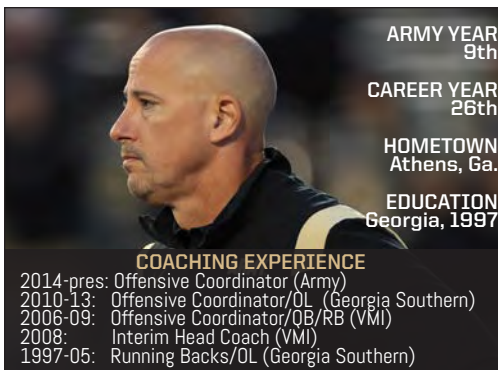 ARMY YEAR
9th
CAREER YEAR
26th
HOMETOWN
Athens, Ga.
EDUCATION
Georgia, 1997
COACHING EXPERIENCE
2014-pres: Offensive Coordinator (Army)
2010-13: Offensive Coordinator/OL (Georgia Southern)
2006-09: Offensive Coordinator/QB/RB (VMI)
2008: Interim Head Coach (VMI)
1997-05: Running Backs/OL (Georgia Southern)